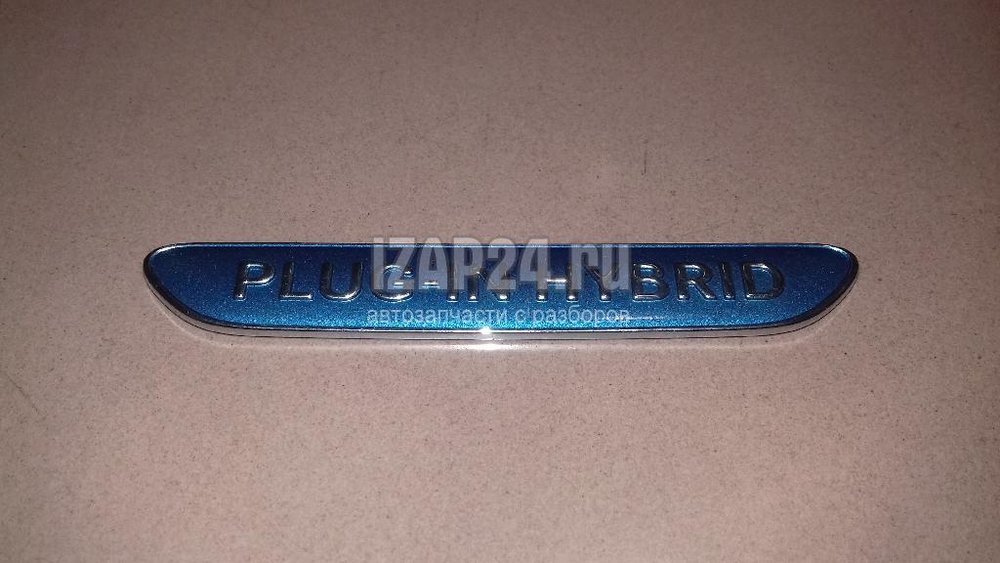 IZAP24.ru
PLUG-IN HYBRID
автозапчасти с разборов